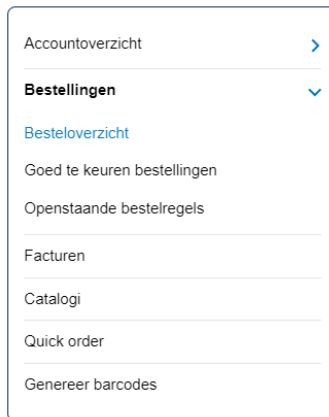 Accountoverzicht
Bestellingen
Besteloverzicht
Goed te keuren bestellingen
Openstaande bestelregels
Facturen
Catalogi
Quick order
Genereer barcodes